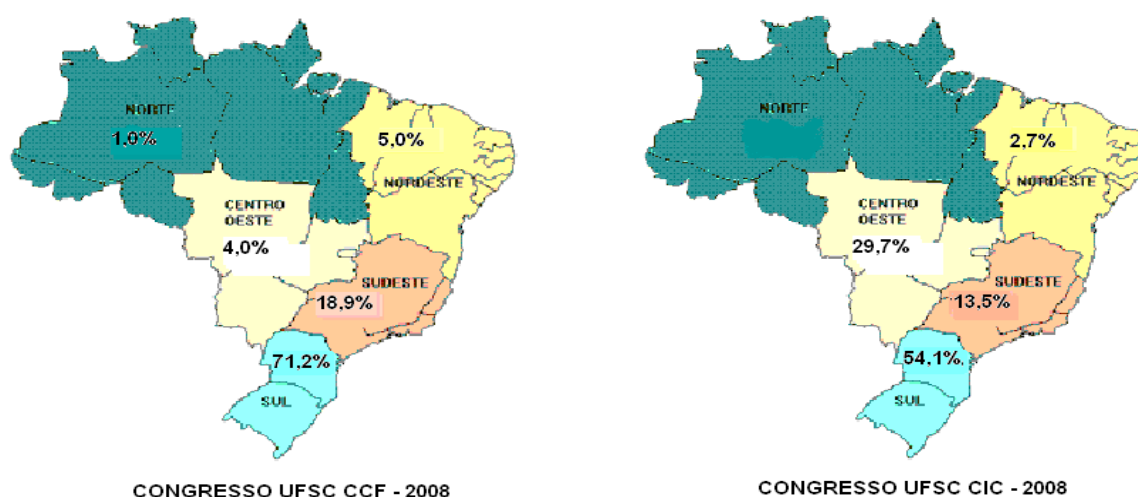 NORTE
1,0%
5,0%
NORDESTE
CENTRO
OESTE
4,0%
SUDESTE
18,9%
71,2%
SUL
CONGRESSO UFSC CCF - 2008
NORTE
2,7%
NORDESTE
CENTRO
OESTE
29,7%
SUDESTE
13,5%
54,1%
SUL
CONGRESSO UFSC CIC - 2008